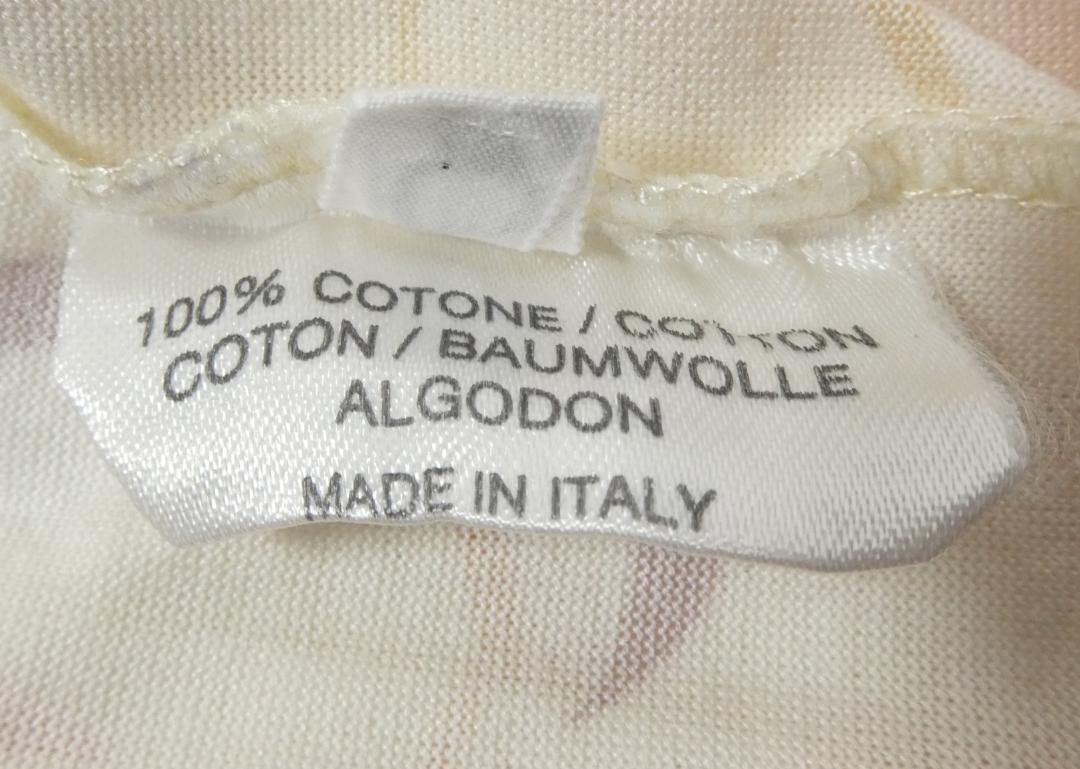 100% COTONE / COTTON
COTON / BAUMWOLLE
ALGODON
MADE IN ITALY